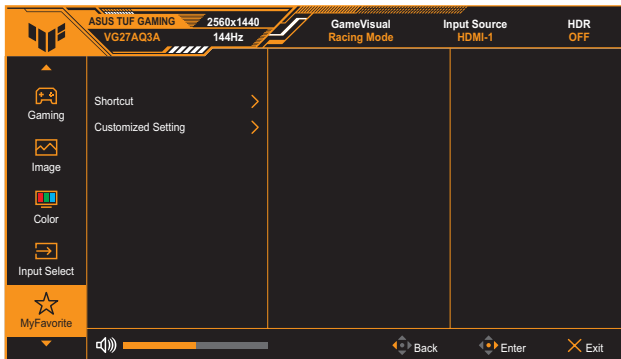 ASUS TUF GAMING 2560x1440 GameVisual Input Source HDR
VG27AQ3A 144Hz Racing Mode HDMI-1 OFF
Gaming
Shortcut
Customized Setting
Image
Color
Input Select
MyFavorite
Back Enter Exit